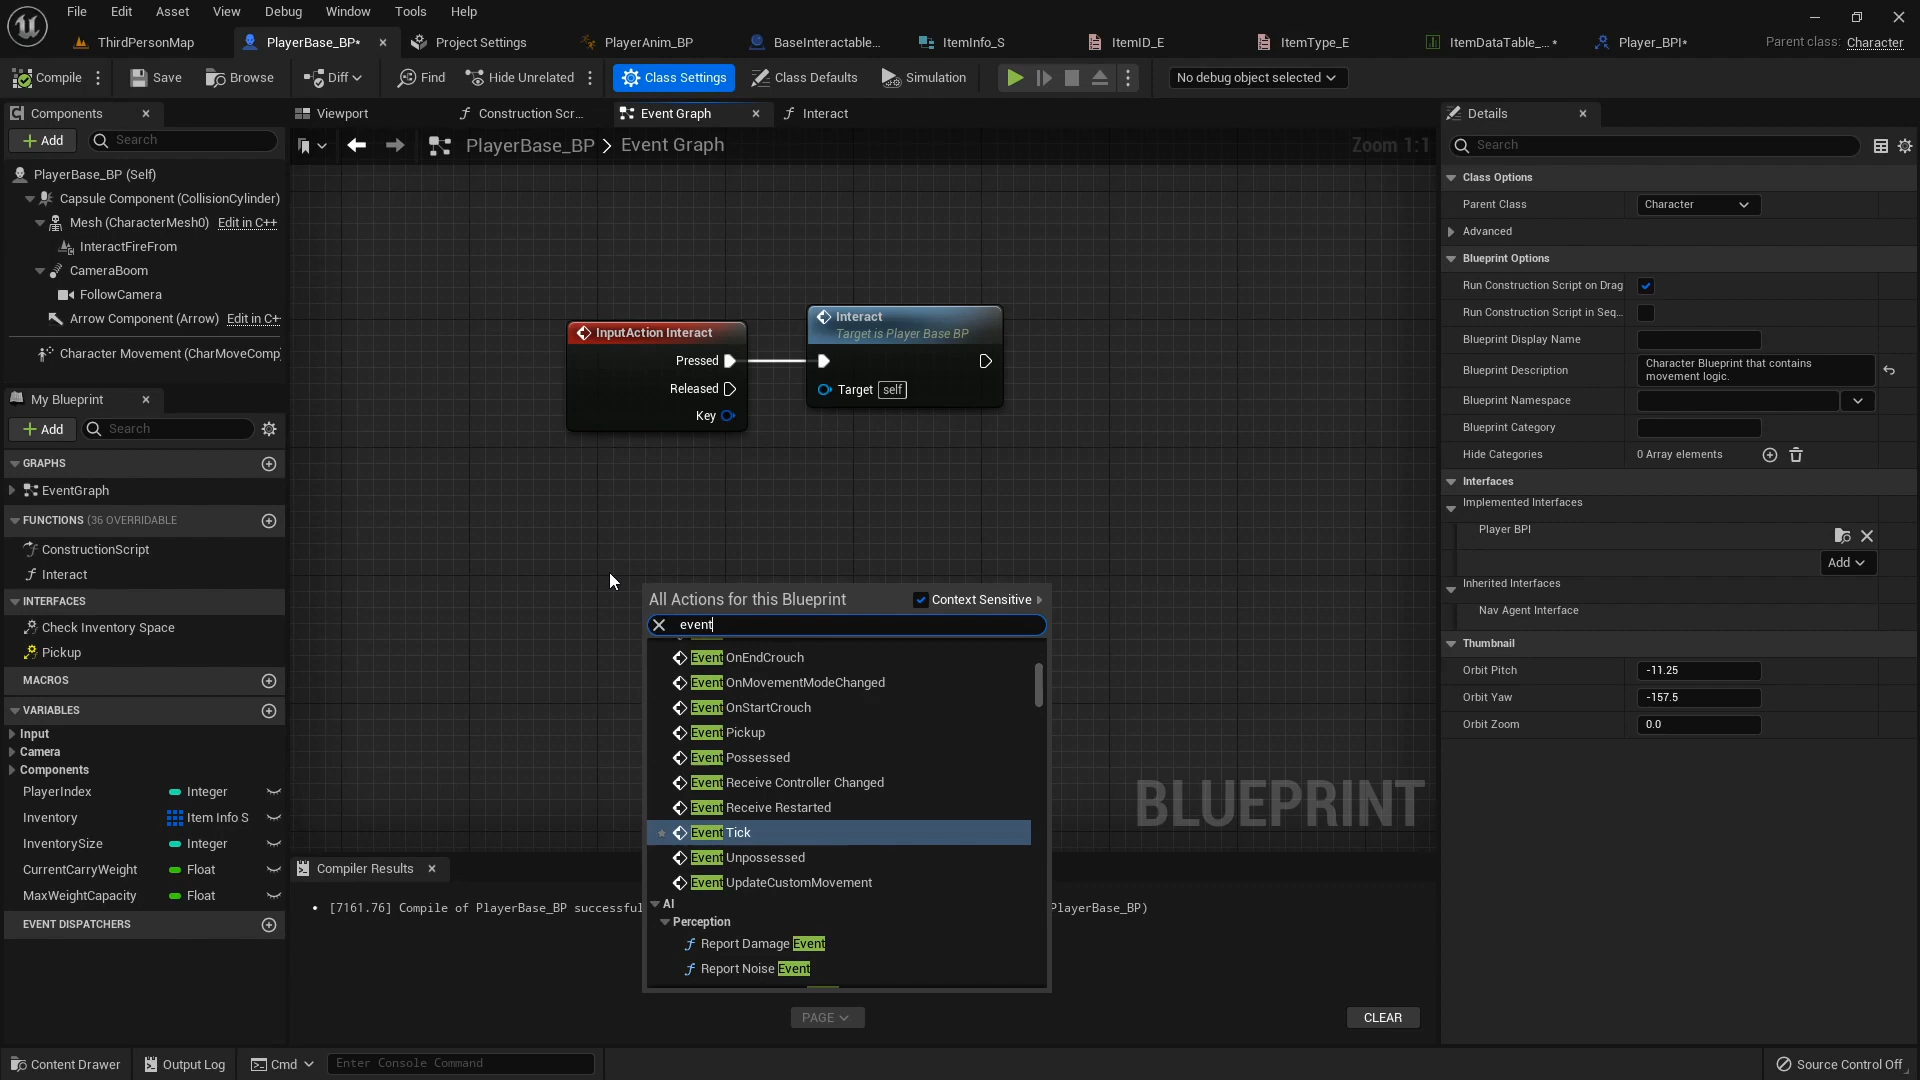 File Edit Asset View Debug Window Tools Help
ThirdPersonMap PlayerBase_BP* Project Settings PlayerAnim_BP BaseInteractable... ItemInfo_S ItemID_E ItemType_E ItemDataTable_...* Player_BPI* Parent class: Character
Compile Save Browse Diff Find Hide Unrelated Class Settings Class Defaults Simulation No debug object selected
Components
Add Search
PlayerBase_BP (Self)
Capsule Component (CollisionCylinder)
Mesh (CharacterMesh0) Edit in C++
InteractFireFrom
CameraBoom
FollowCamera
Arrow Component (Arrow) Edit in C+
Character Movement (CharMoveComp
My Blueprint
Add Search
GRAPHS
EventGraph
FUNCTIONS (36 OVERRIDABLE
ConstructionScript
Interact
INTERFACES
Check Inventory Space
Pickup
MACROS
VARIABLES
Input
Camera
Components
PlayerIndex Integer
Inventory Item Info S
InventorySize Integer
CurrentCarryWeight Float
MaxWeightCapacity Float
EVENT DISPATCHERS
Viewport Construction Scr... Event Graph Interact
PlayerBase_BP > Event Graph Zoom 1:1
InputAction Interact
Pressed
Released
Key
Interact
Target is Player Base BP
Target self
All Actions for this Blueprint Context Sensitive
event
Event OnEndCrouch
Event OnMovementModeChanged
Event OnStartCrouch
Event Pickup
Event Possessed
Event Receive Controller Changed
Event Receive Restarted
Event Tick
Event Unpossessed
Event UpdateCustomMovement
AI
Perception
Report Damage Event
Report Noise Event
BLUEPRINT
Compiler Results
[7161.76] Compile of PlayerBase_BP successful PlayerBase_BP)
PAGE CLEAR
Details
Search
Class Options
Parent Class Character
Advanced
Blueprint Options
Run Construction Script on Drag
Run Construction Script in Seq...
Blueprint Display Name
Blueprint Description Character Blueprint that contains
movement logic.
Blueprint Namespace
Blueprint Category
Hide Categories 0 Array elements
Interfaces
Implemented Interfaces
Player BPI
Add
Inherited Interfaces
Nav Agent Interface
Thumbnail
Orbit Pitch -11.25
Orbit Yaw -157.5
Orbit Zoom 0.0
Content Drawer Output Log Cmd Enter Console Command Source Control Off